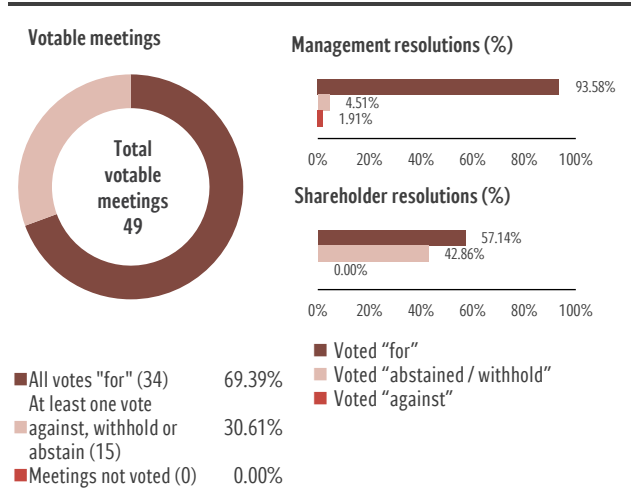 Votable meetings
Total
votable
meetings
49
All votes "for" (34) 69.39%
At least one vote
against, withhold or 30.61%
abstain (15)
Meetings not voted (0) 0.00%
Management resolutions (%)
93.58%
4.51%
1.91%
0% 20% 40% 60% 80% 100%
Shareholder resolutions (%)
57.14%
42.86%
0.00%
0% 20% 40% 60% 80% 100%
Voted “for”
Voted “abstained / withhold”
Voted “against”